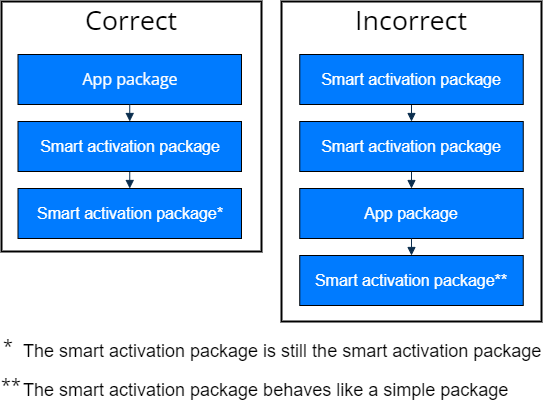 Correct
App package
Smart activation package
Smart activation package*
Incorrect
Smart activation package
Smart activation package
App package
Smart activation package**
* The smart activation package is still the smart activation package
** The smart activation package behaves like a simple package